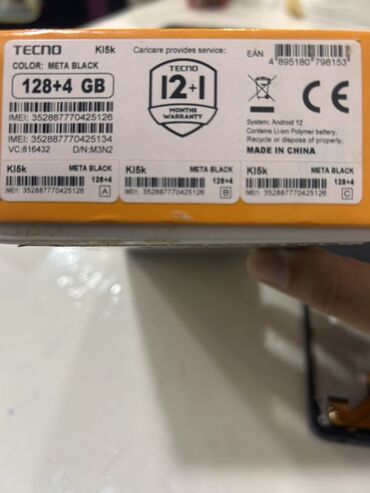 TECNO KI5k
COLOR: META BLACK
128+4 GB
IMEI: 352887770425126
IMEI: 352887770425134
VC:816432 D/N:M3N2
Carlcare provides service:
TECNO
12+1
MONTHS
WARRANTY
EAN
4 895180 798153
CE
System: Android 12
Contains Li-ion Polymer battery.
Recycle or dispose of properly.
MADE IN CHINA
KI5k META BLACK
128+4
IMEI: 352887770425126 A
KI5k META BLACK
128+4
IMEI: 352887770425126 B
KI5k META BLACK
128+4
IMEI: 352887770425126 C